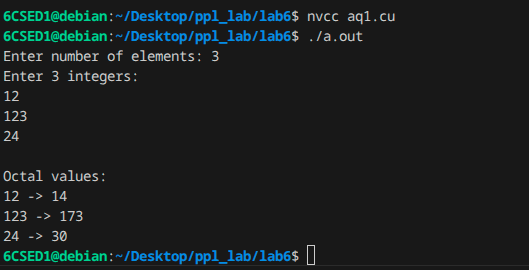 6CSED1@debian:~/Desktop/ppl_lab/lab6$ nvcc aq1.cu
6CSED1@debian:~/Desktop/ppl_lab/lab6$ ./a.out
Enter number of elements: 3
Enter 3 integers:
12
123
24
Octal values:
12 -> 14
123 -> 173
24 -> 30
6CSED1@debian:~/Desktop/ppl_lab/lab6$